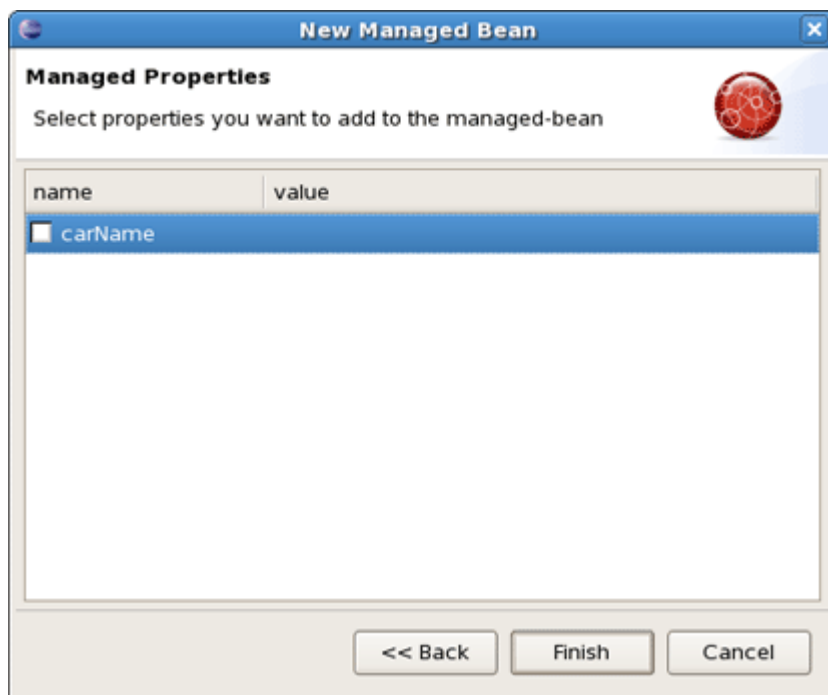 New Managed Bean
Managed Properties
Select properties you want to add to the managed-bean
name value
carName
<< Back Finish Cancel